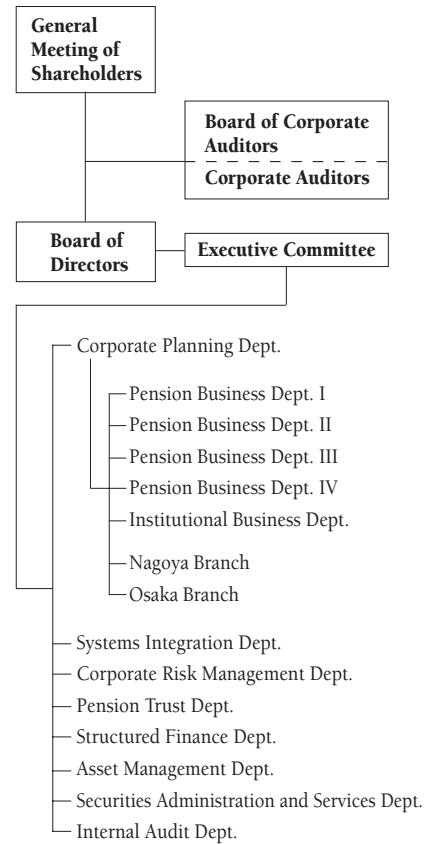 General
Meeting of
Shareholders
Board of Corporate
Auditors
Corporate Auditors
Board of
Directors
Executive Committee
Corporate Planning Dept.
Pension Business Dept. I
Pension Business Dept. II
Pension Business Dept. III
Pension Business Dept. IV
Institutional Business Dept.
Nagoya Branch
Osaka Branch
Systems Integration Dept.
Corporate Risk Management Dept.
Pension Trust Dept.
Structured Finance Dept.
Asset Management Dept.
Securities Administration and Services Dept.
Internal Audit Dept.